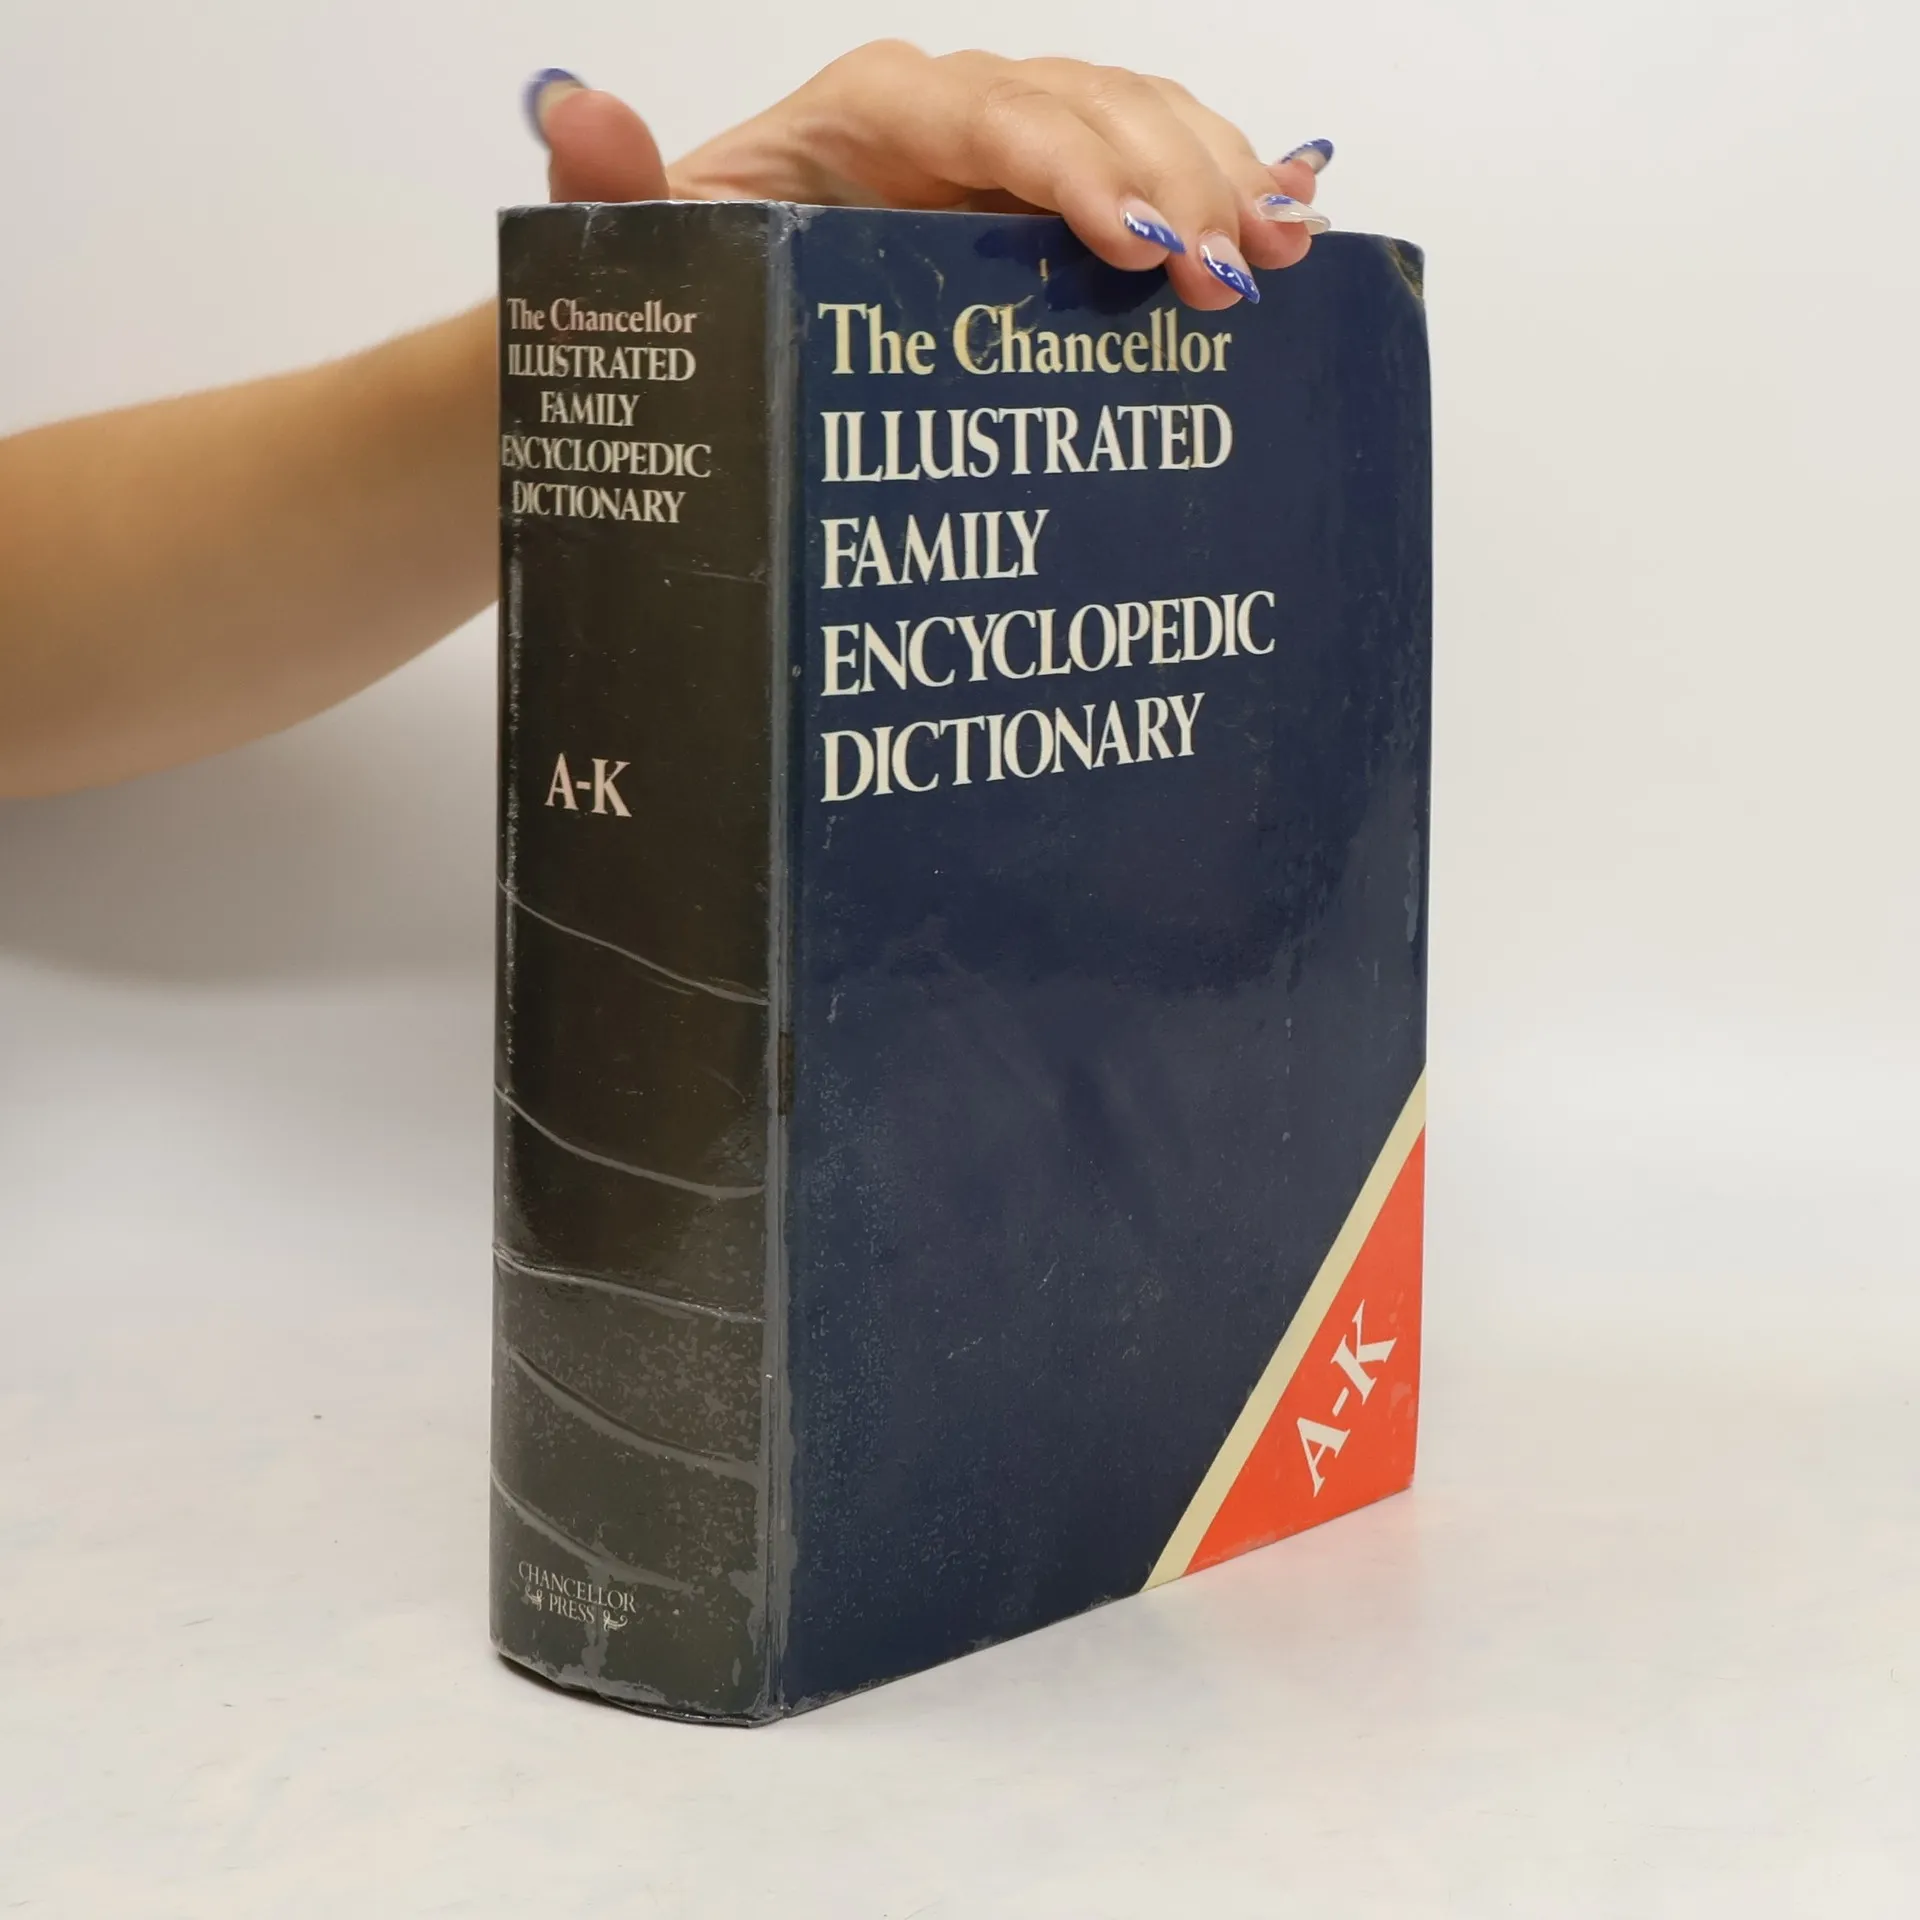 The Chancellor
ILLUSTRATED
FAMILY
ENCYCLOPEDIC
DICTIONARY
A-K
CHANCELLOR
PRESS
The Chancellor
ILLUSTRATED
FAMILY
ENCYCLOPEDIC
DICTIONARY
A-K